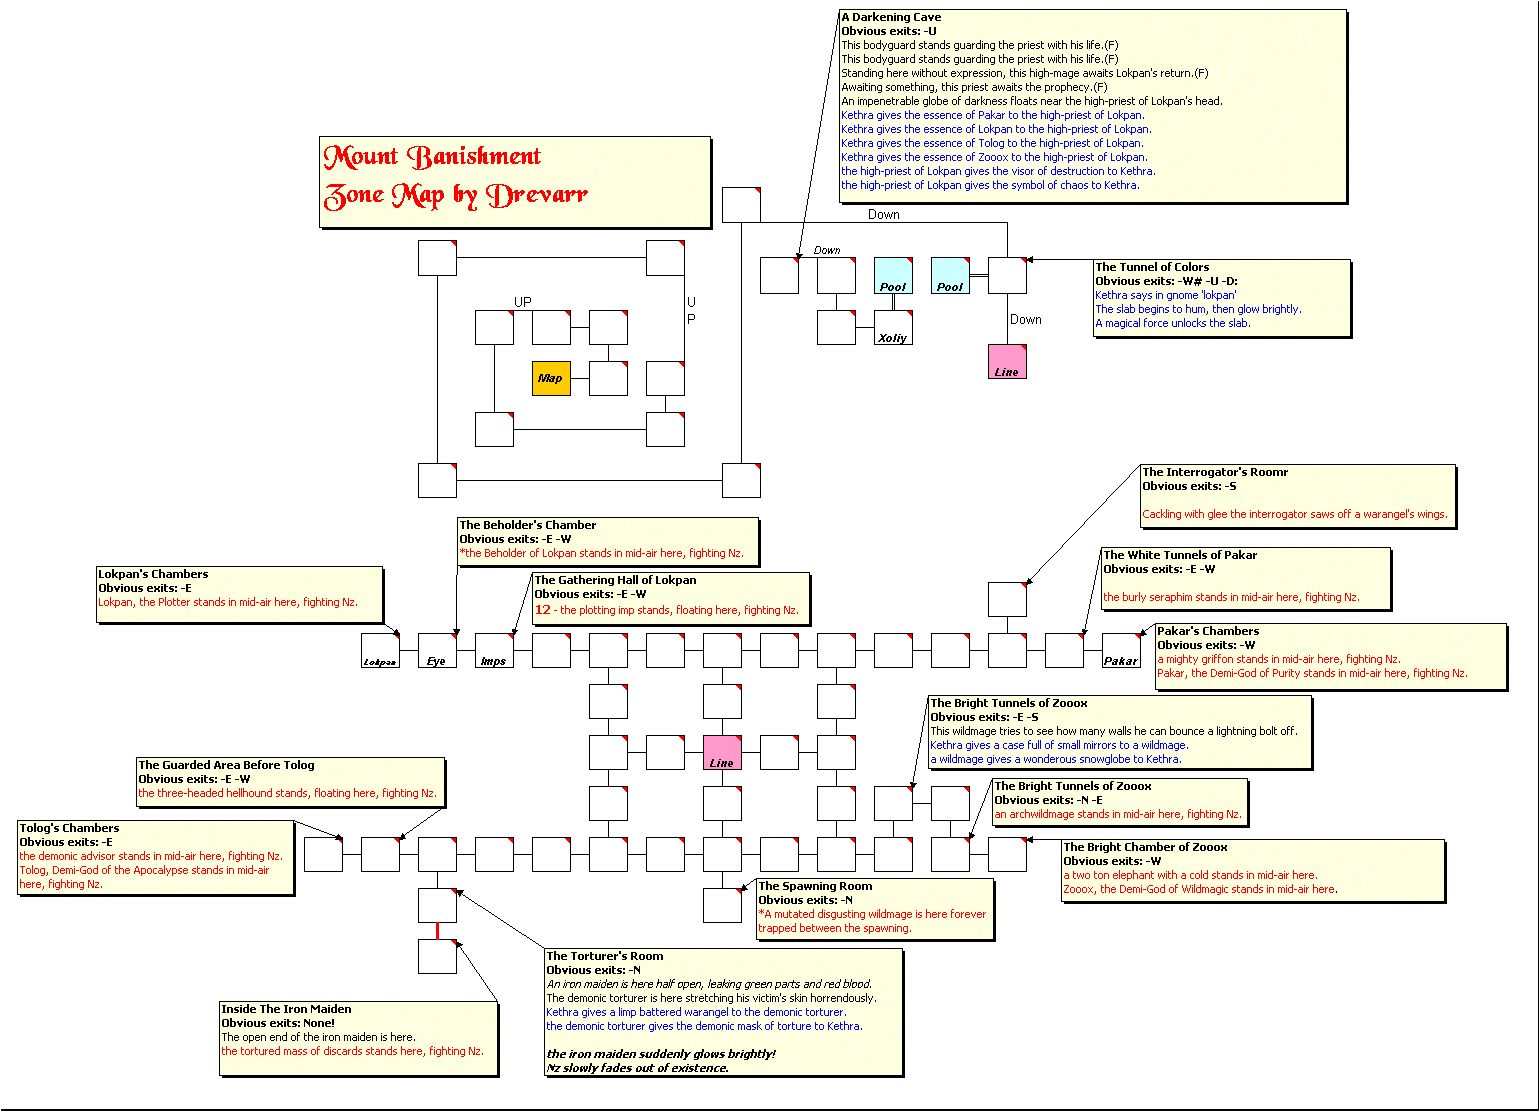 A Darkening Cave
Obvious exits: -U
This bodyguard stands guarding the priest with his life.(F)
This bodyguard stands guarding the priest with his life.(F)
Standing here without expression, this high-mage awaits Lokpan's return.(F)
Awaiting something, this priest awaits the prophecy.(F)
An impenetrable globe of darkness floats near the high-priest of Lokpan's head.
Kethra gives the essence of Pakar to the high-priest of Lokpan.
Kethra gives the essence of Lokpan to the high-priest of Lokpan.
Kethra gives the essence of Tolog to the high-priest of Lokpan.
Kethra gives the essence of Zooox to the high-priest of Lokpan.
the high-priest of Lokpan gives the visor of destruction to Kethra.
the high-priest of Lokpan gives the symbol of chaos to Kethra.
Mount Banishment
Zone Map by Drevarr
Down
Down
Pool
Pool
The Tunnel of Colors
Obvious exits: -W# -U -D:
Kethra says in gnome 'lokpan'
The slab begins to hum, then glow brightly.
A magical force unlocks the slab.
UP
U
P
Xoliy
Down
Line
Map
The Interrogator's Roomr
Obvious exits: -S
Cackling with glee the interrogator saws off a warangel's wings.
The Beholder's Chamber
Obvious exits: -E -W
*the Beholder of Lokpan stands in mid-air here, fighting Nz.
The White Tunnels of Pakar
Obvious exits: -E -W
the burly seraphim stands in mid-air here, fighting Nz.
Lokpan's Chambers
Obvious exits: -E
Lokpan, the Plotter stands in mid-air here, fighting Nz.
The Gathering Hall of Lokpan
Obvious exits: -E -W
12 - the plotting imp stands, floating here, fighting Nz.
Pakar's Chambers
Obvious exits: -W
a mighty griffon stands in mid-air here, fighting Nz.
Pakar, the Demi-God of Purity stands in mid-air here, fighting Nz.
Lokpan
Eye
Imps
Pakar
The Bright Tunnels of Zooox
Obvious exits: -E -S
This wildmage tries to see how many walls he can bounce a lightning bolt off.
Kethra gives a case full of small mirrors to a wildmage.
a wildmage gives a wonderous snowglobe to Kethra.
Line
The Guarded Area Before Tolog
Obvious exits: -E -W
the three-headed hellhound stands, floating here, fighting Nz.
The Bright Tunnels of Zooox
Obvious exits: -N -E
an archwildmage stands in mid-air here, fighting Nz.
Tolog's Chambers
Obvious exits: -E
the demonic advisor stands in mid-air here, fighting Nz.
Tolog, Demi-God of the Apocalypse stands in mid-air
here, fighting Nz.
The Bright Chamber of Zooox
Obvious exits: -W
a two ton elephant with a cold stands in mid-air here.
Zooox, the Demi-God of Wildmagic stands in mid-air here.
The Spawning Room
Obvious exits: -N
*A mutated disgusting wildmage is here forever
trapped between the spawning.
The Torturer's Room
Obvious exits: -N
An iron maiden is here half open, leaking green parts and red blood.
The demonic torturer is here stretching his victim's skin horrendously.
Kethra gives a limp battered warangel to the demonic torturer.
the demonic torturer gives the demonic mask of torture to Kethra.
the iron maiden suddenly glows brightly!
Nz slowly fades out of existence.
Inside The Iron Maiden
Obvious exits: None!
The open end of the iron maiden is here.
the tortured mass of discards stands here, fighting Nz.